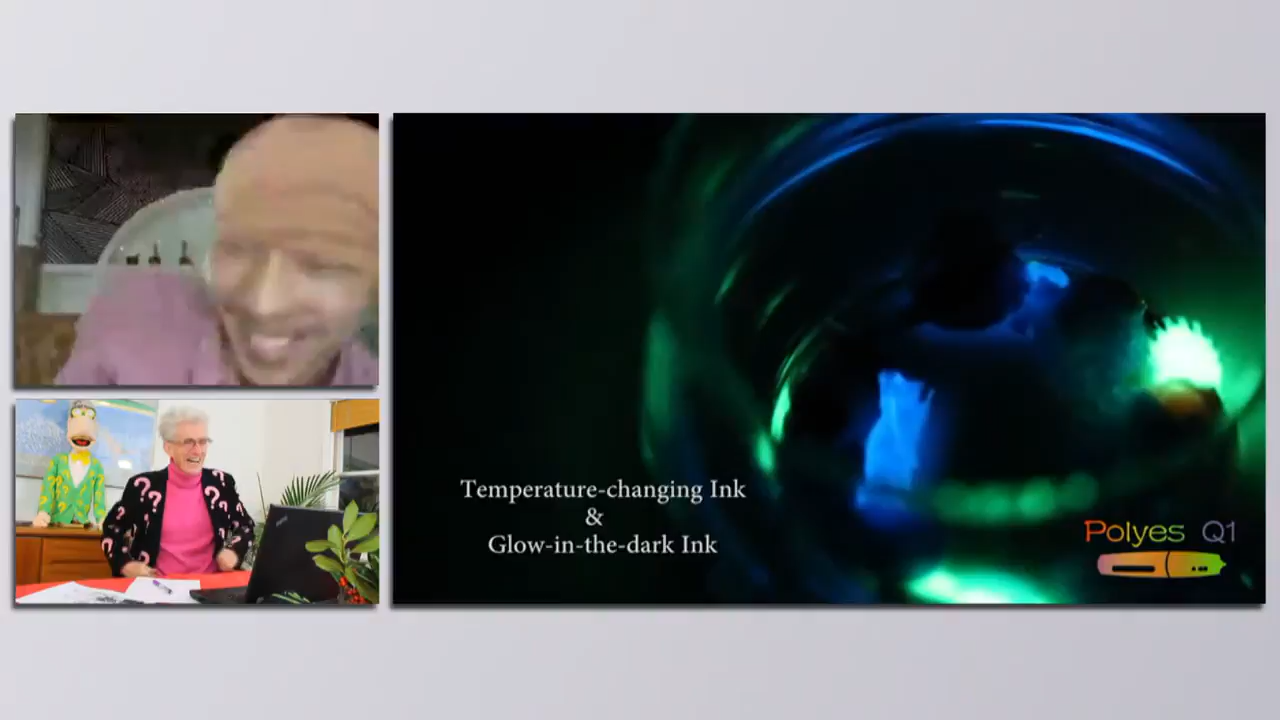 Temperature-changing Ink
&
Glow-in-the-dark Ink
Polyes Q1